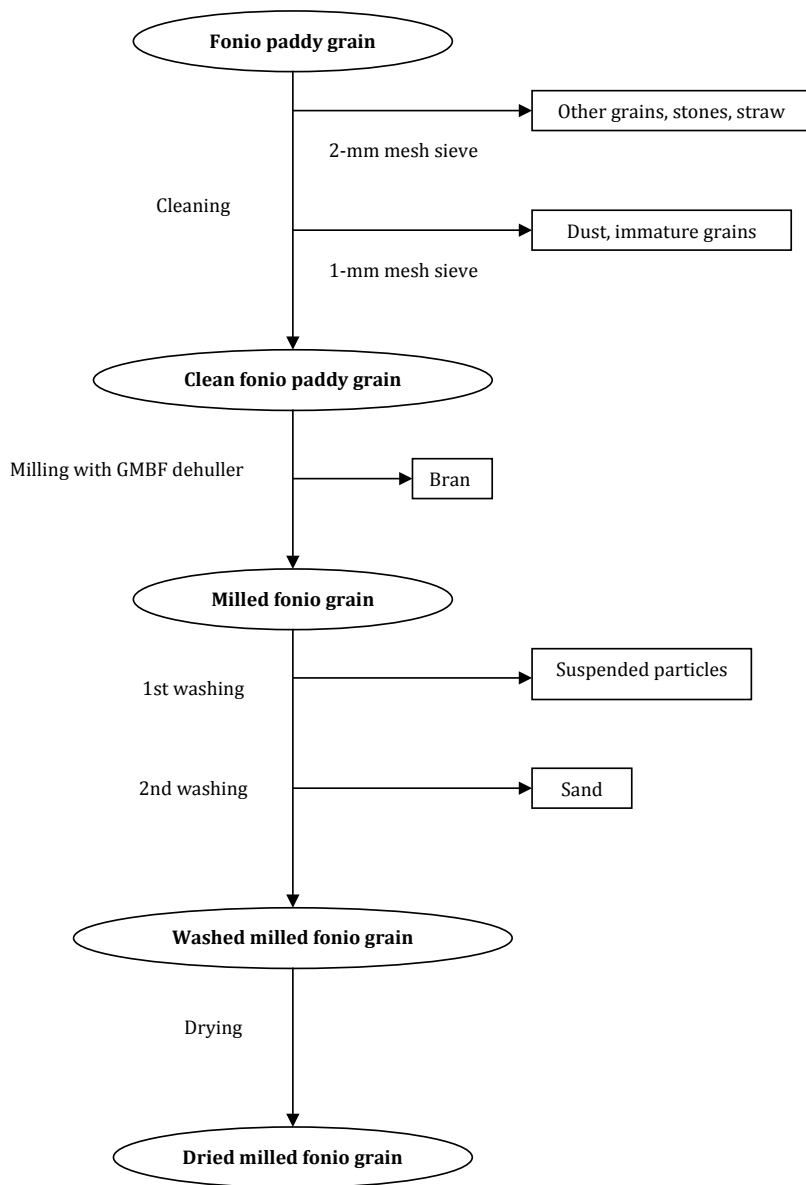 Fonio paddy grain
Other grains, stones, straw
2-mm mesh sieve
Cleaning
Dust, immature grains
1-mm mesh sieve
Clean fonio paddy grain
Milling with GMBF dehuller
Bran
Milled fonio grain
Suspended particles
1st washing
2nd washing
Sand
Washed milled fonio grain
Drying
Dried milled fonio grain